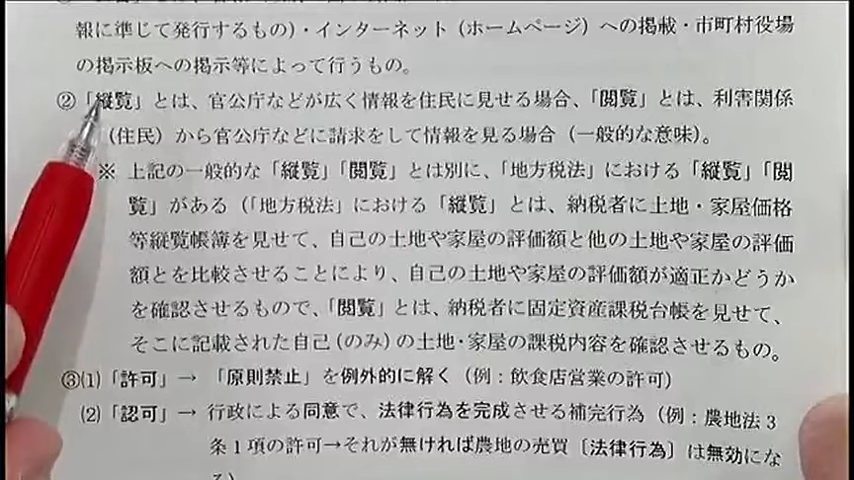 報に準じて発行するもの)・インターネット(ホームページ)への掲載・市町村役場
の掲示板への掲示等によって行うもの。
②「縦覧」とは、官公庁などが広く情報を住民に見せる場合、「閲覧」とは、利害関係
(住民)から官公庁などに請求をして情報を見る場合(一般的な意味)。
※ 上記の一般的な「縦覧」「閲覧」とは別に、「地方税法」における「縦覧」「閲
覧」がある(「地方税法」における「縦覧」とは、納税者に土地・家屋価格
等縦覧帳簿を見せて、自己の土地や家屋の評価額と他の土地や家屋の評価
額とを比較させることにより、自己の土地や家屋の評価額が適正かどうか
を確認させるもので、「閲覧」とは、納税者に固定資産課税台帳を見せて、
そこに記載された自己(のみ)の土地・家屋の課税内容を確認させるもの。
③(1)「許可」→ 「原則禁止」を例外的に解く(例：飲食店営業の許可)
(2)「認可」→ 行政による同意で、法律行為を完成させる補完行為(例：農地法3
条1項の許可→それが無ければ農地の売買〔法律行為〕は無効にな